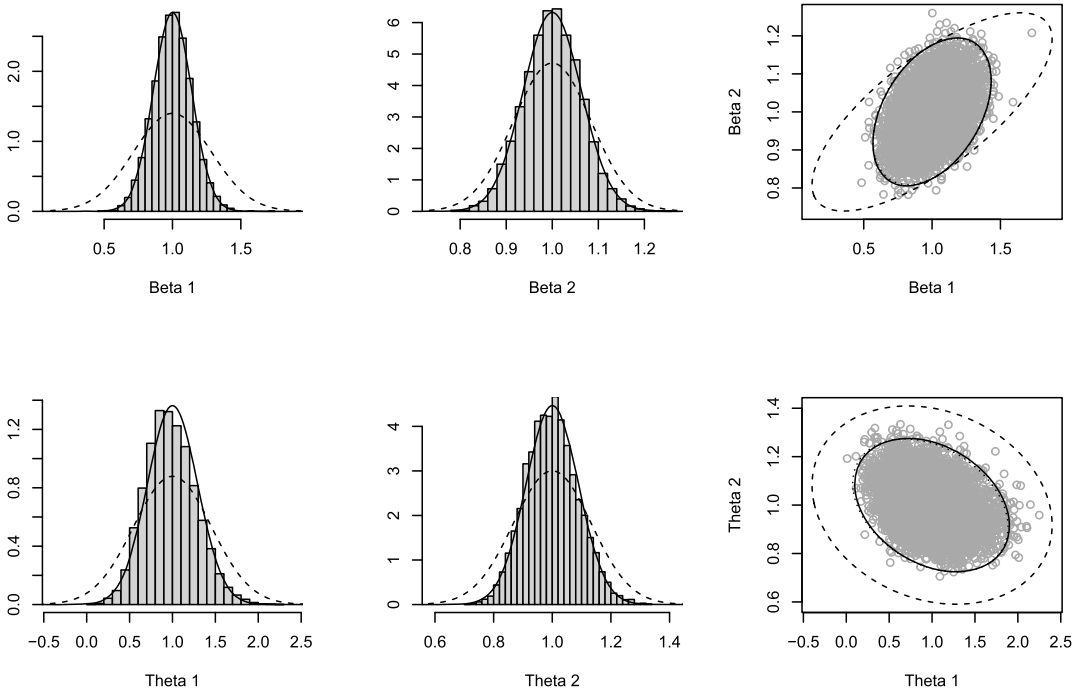 0.0 1.0 2.0
0.5 1.0 1.5
Beta 1
0 1 2 3 4 5 6
0.8 0.9 1.0 1.1 1.2
Beta 2
0.8 0.9 1.0 1.1 1.2
Beta 2
0.5 1.0 1.5
Beta 1
0.0 0.4 0.8 1.2
−0.5 0.0 0.5 1.0 1.5 2.0 2.5
Theta 1
0 1 2 3 4
0.6 0.8 1.0 1.2 1.4
Theta 2
0.6 0.8 1.0 1.2 1.4
Theta 2
−0.5 0.0 0.5 1.0 1.5 2.0 2.5
Theta 1